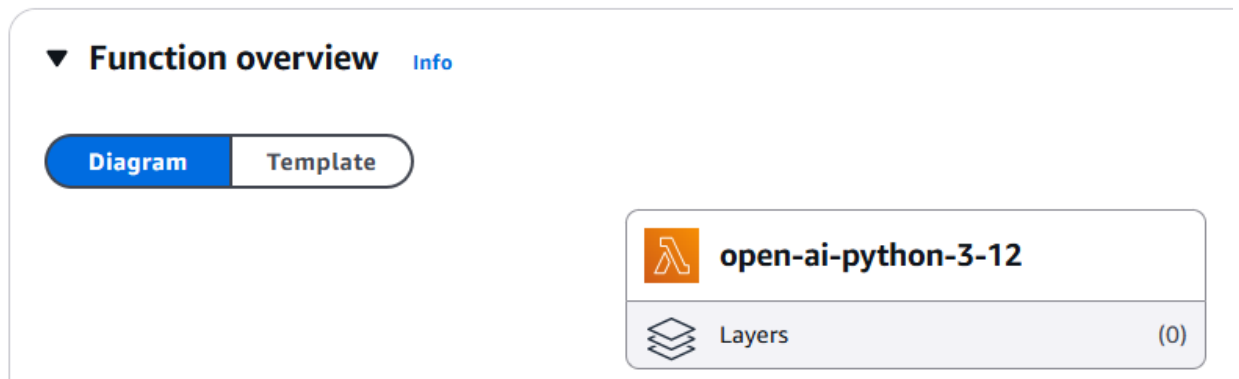 Function overview Info
Diagram Template
open-ai-python-3-12
Layers (0)